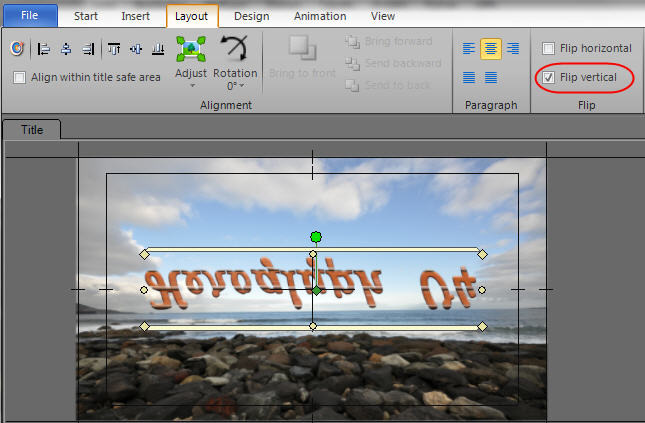 File Start Insert Layout Design Animation View
Bring forward
Flip horizontal
Send backward
Align within title safe area
Adjust
Rotation
0°
Bring to front
Send to back
Flip vertical
Alignment
Paragraph
Flip
Title